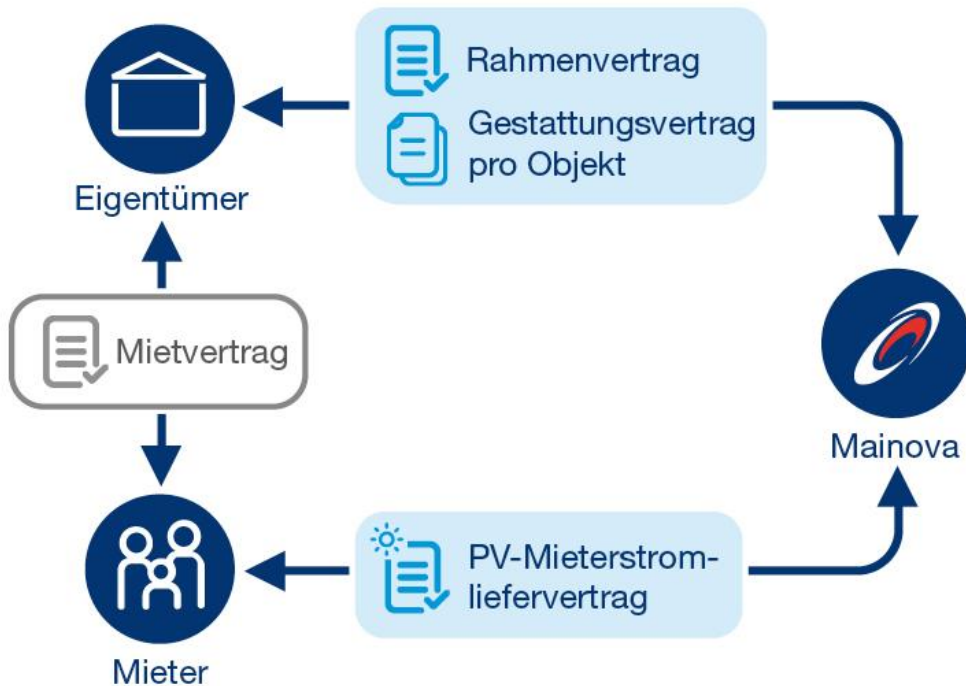 Rahmenvertrag
Gestattungsvertrag
pro Objekt
Eigentümer
Mietvertrag
Mainova
PV-Mieterstrom-
liefervertrag
Mieter